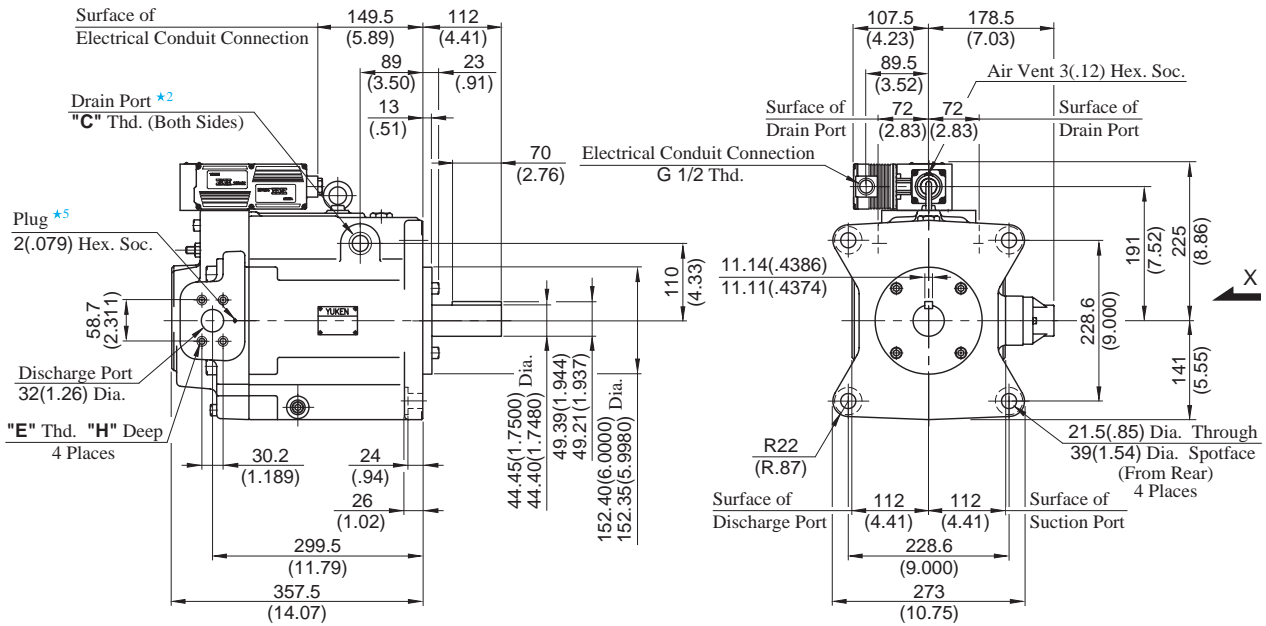 Surface of
Electrical Conduit Connection
149.5
(5.89)
112
(4.41)
89
(3.50)
23
(.91)
13
(.51)
Drain Port ★2
"C" Thd. (Both Sides)
70
(2.76)
Plug ★5
2(.079) Hex. Soc.
110
(4.33)
58.7
(2.311)
YUKEN
Discharge Port
32(1.26) Dia.
"E" Thd. "H" Deep
4 Places
30.2
(1.189)
24
(.94)
26
(1.02)
44.45(1.7500)
44.40(1.7480) Dia.
49.39(1.944)
49.21(1.937)
152.40(6.0000)
152.35(5.9980) Dia.
299.5
(11.79)
357.5
(14.07)
107.5
(4.23)
178.5
(7.03)
89.5
(3.52)
Air Vent 3(.12) Hex. Soc.
Surface of
Drain Port
72
(2.83)
72
(2.83)
Surface of
Drain Port
Electrical Conduit Connection
G 1/2 Thd.
11.14(.4386)
11.11(.4374)
191
(7.52)
225
(8.86)
X
228.6
(9.000)
141
(5.55)
R22
(R.87)
21.5(.85) Dia. Through
39(1.54) Dia. Spotface
(From Rear)
4 Places
Surface of
Discharge Port
112
(4.41)
112
(4.41)
Surface of
Suction Port
228.6
(9.000)
273
(10.75)